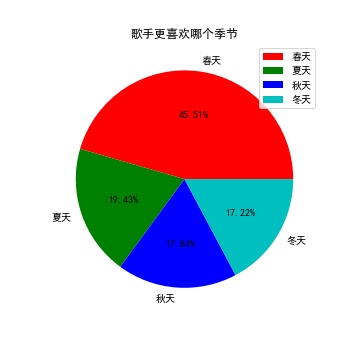 歌手更喜欢哪个季节
春天
春天
夏天
秋天
冬天
45.51%
19.43%
17.84%
17.22%
夏天
秋天
冬天